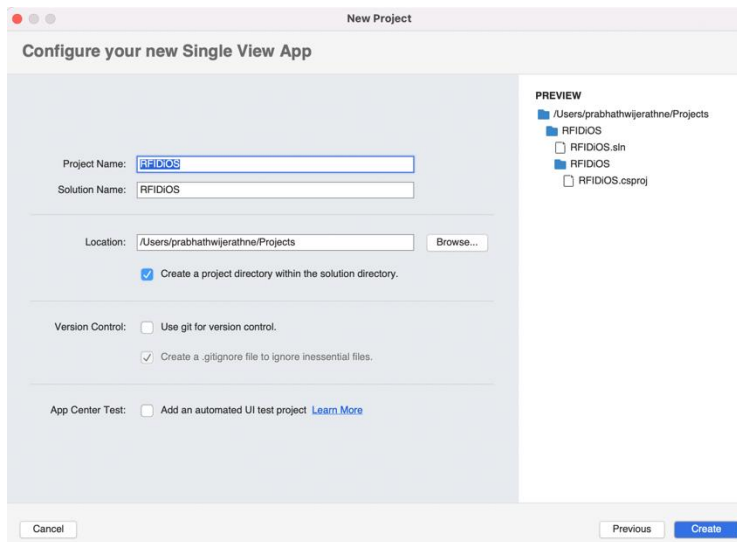 New Project
Configure your new Single View App
Project Name: RFIDiOS
Solution Name: RFIDiOS
Location: /Users/prabhathwijerathne/Projects Browse...
Create a project directory within the solution directory.
Version Control: Use git for version control.
Create a .gitignore file to ignore inessential files.
App Center Test: Add an automated UI test project Learn More
PREVIEW
/Users/prabhathwijerathne/Projects
RFIDiOS
RFIDiOS.sln
RFIDiOS
RFIDiOS.csproj
Cancel Previous Create